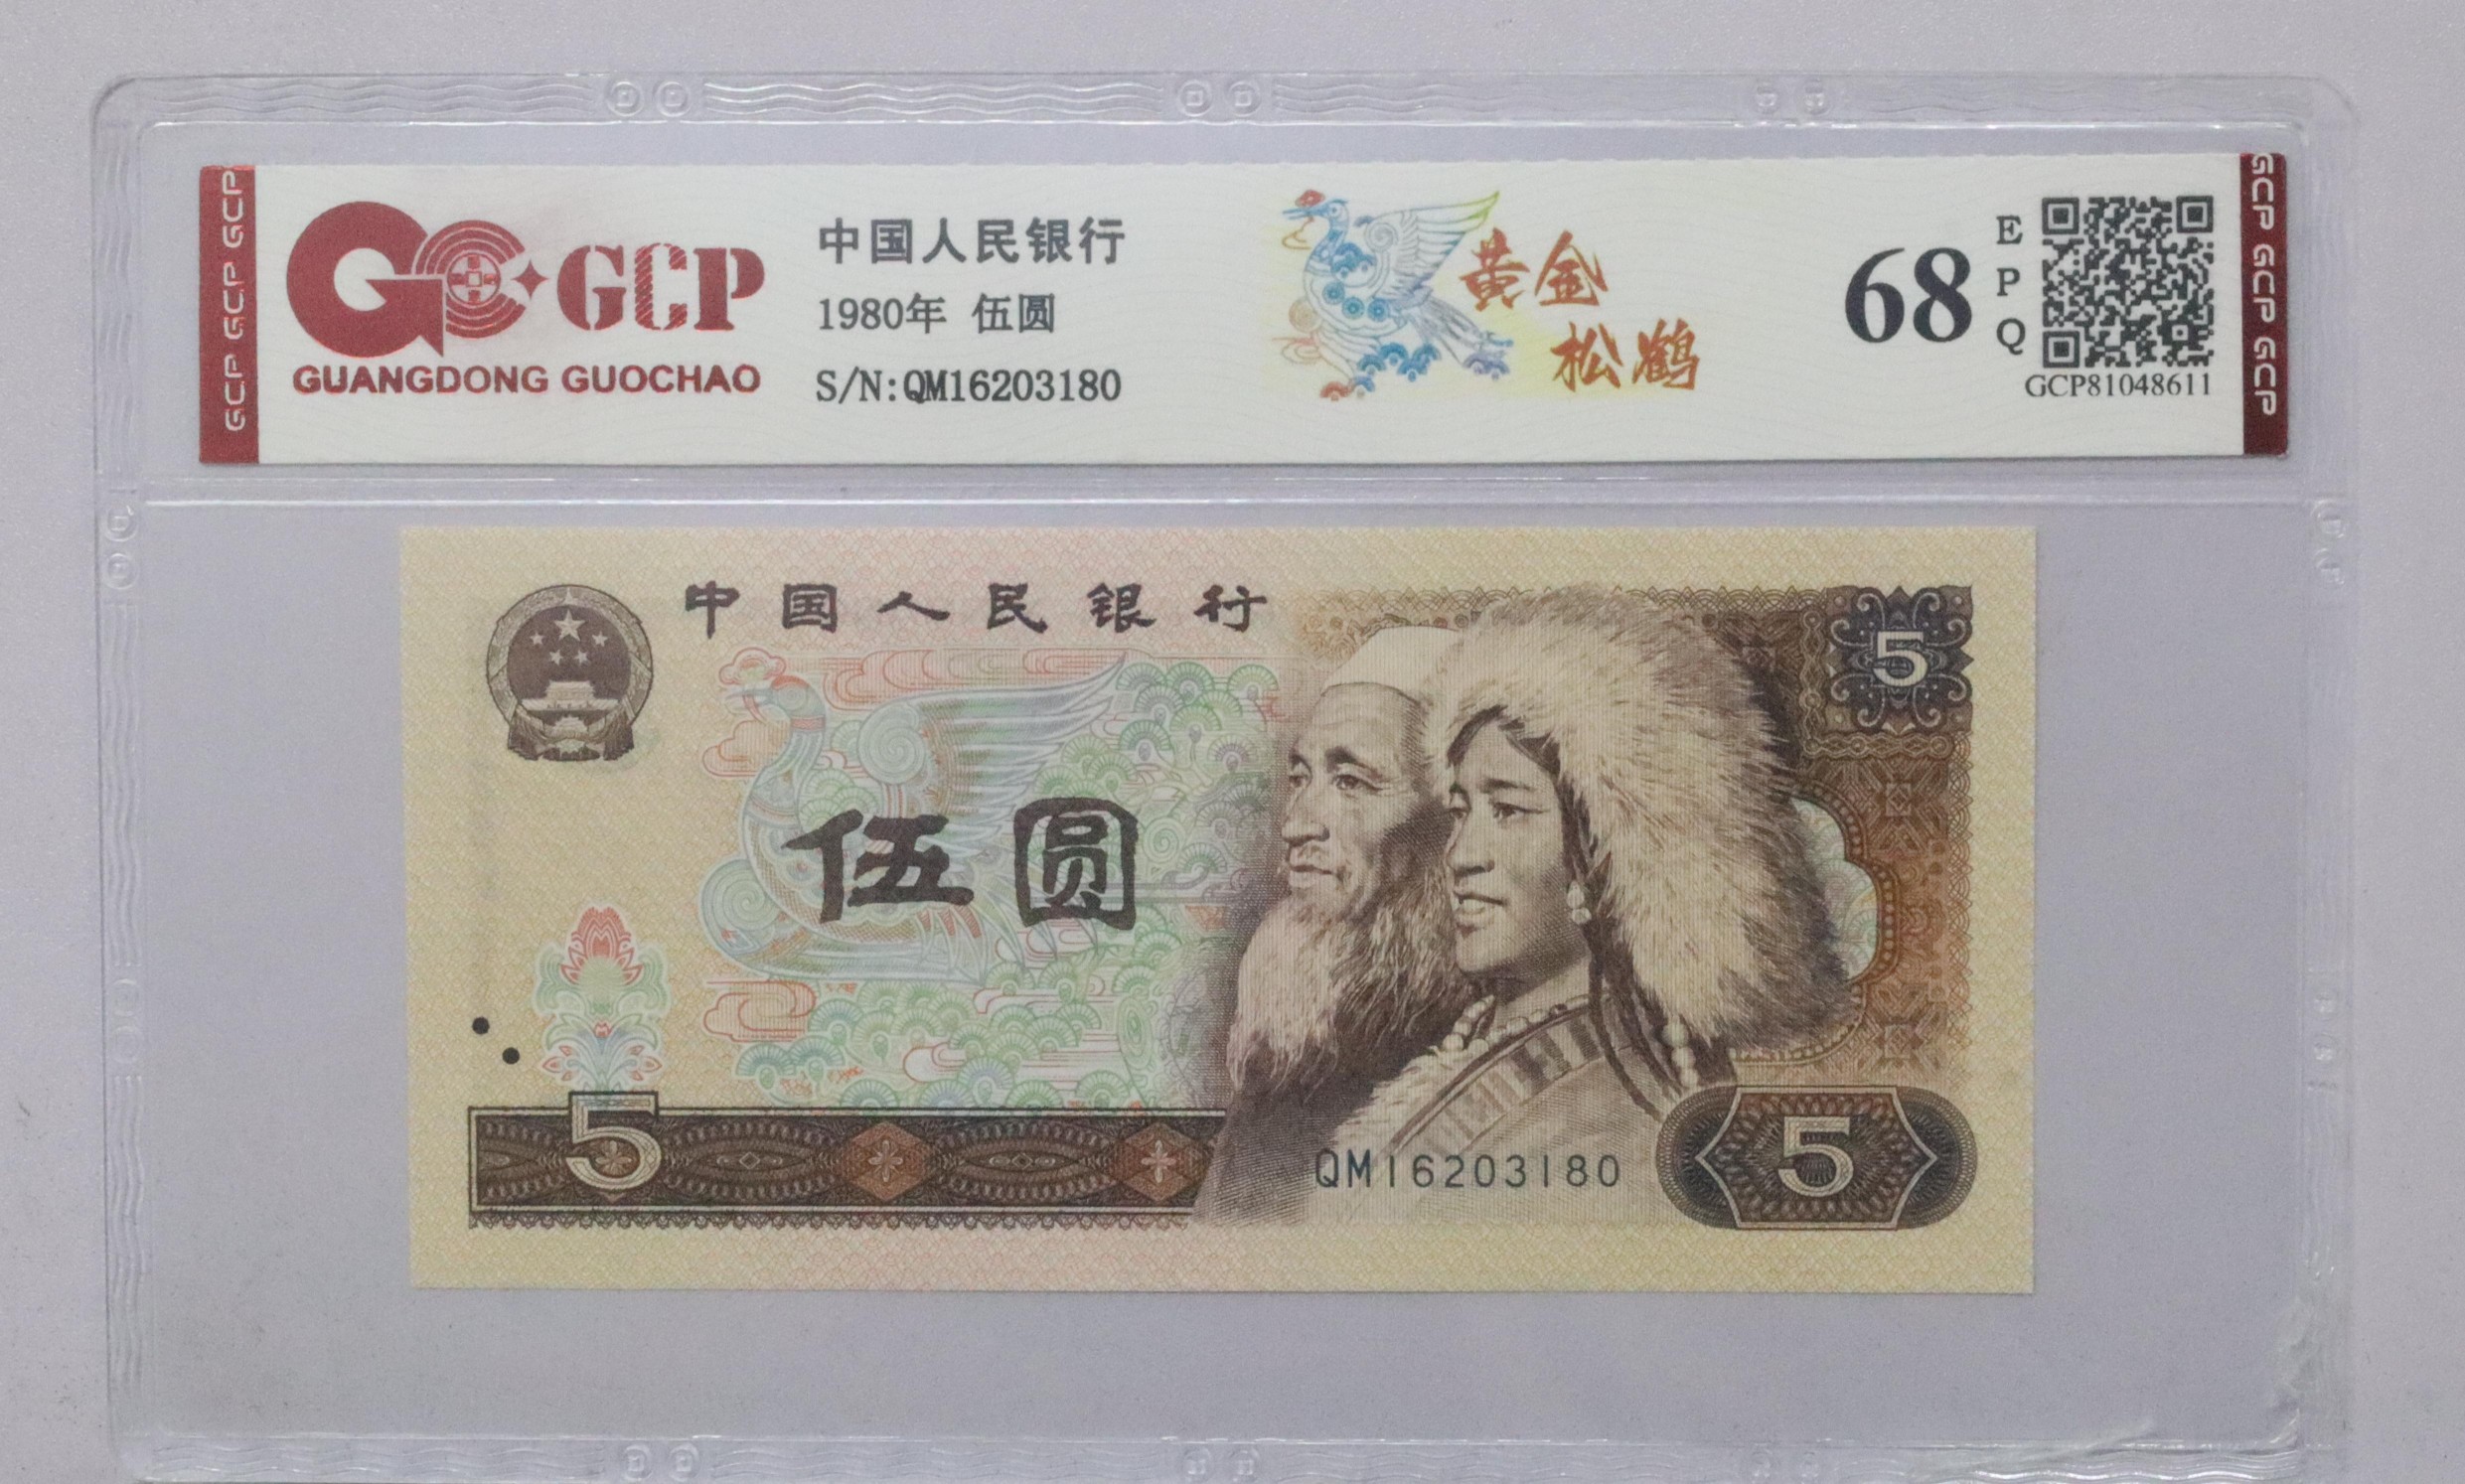 GCP GCP GCP
GC GCP
GUANGDONG GUOCHAO
中国人民银行
1980年 伍圆
S/N:QM16203180
黄金
松鹤
68
EPQ
GCP81048611
GCP GCP GCP
中国人民银行
5
伍圆
5
QM16203180
5